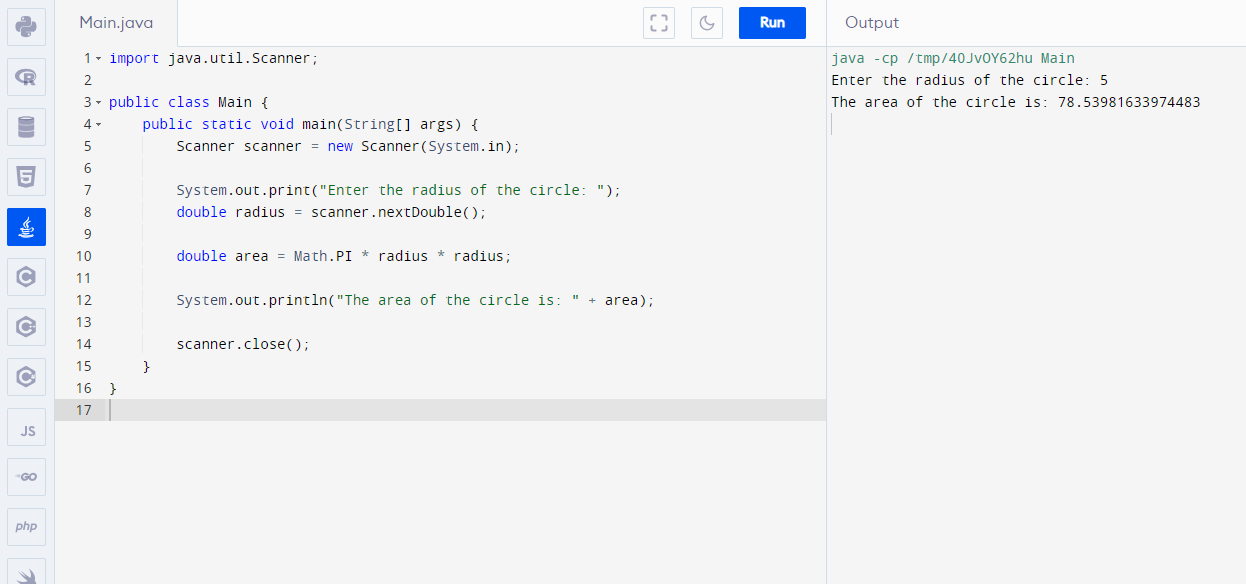 Main.java
Run
Output
1 import java.util.Scanner;
2
3 public class Main {
4 public static void main(String[] args) {
5 Scanner scanner = new Scanner(System.in);
6
7 System.out.print("Enter the radius of the circle: ");
8 double radius = scanner.nextDouble();
9
10 double area = Math.PI * radius * radius;
11
12 System.out.println("The area of the circle is: " + area);
13
14 scanner.close();
15 }
16 }
17
java -cp /tmp/4OJvOY62hu Main
Enter the radius of the circle: 5
The area of the circle is: 78.53981633974483
R
5
C
C
C
JS
GO
php